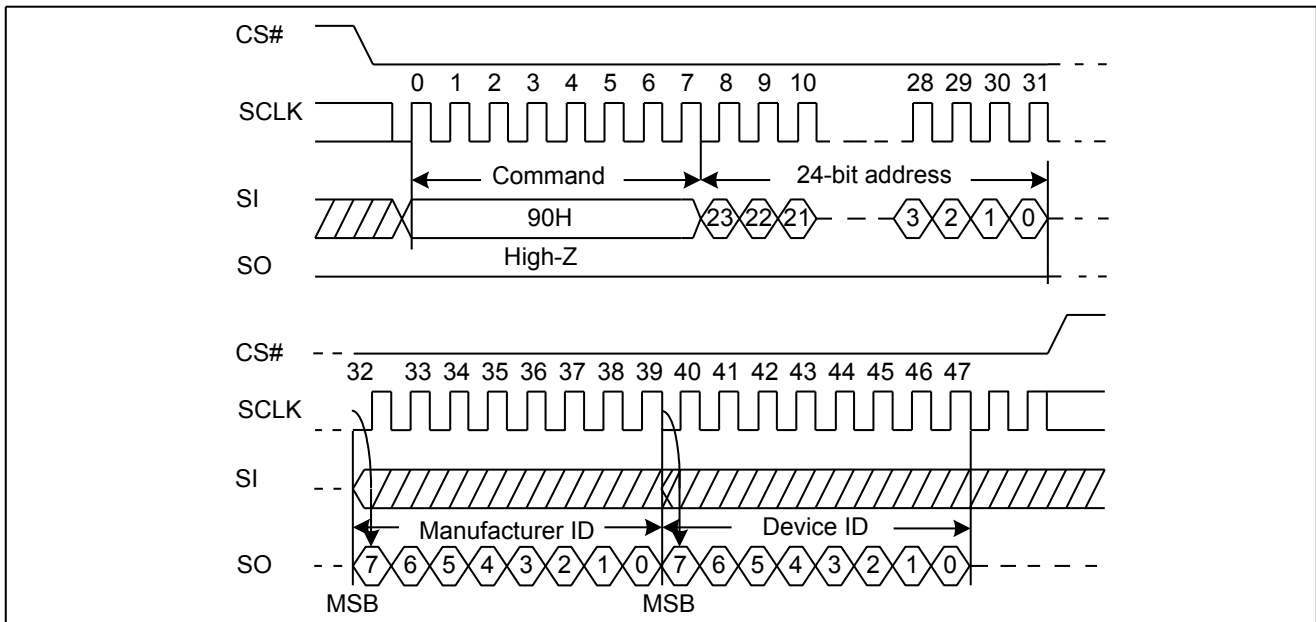 CS#
0 1 2 3 4 5 6 7 8 9 10 28 29 30 31
SCLK
Command 24-bit address
SI
90H 23 22 21 3 2 1 0
High-Z
SO
CS#
32 33 34 35 36 37 38 39 40 41 42 43 44 45 46 47
SCLK
SI
Manufacturer ID Device ID
SO 7 6 5 4 3 2 1 0 7 6 5 4 3 2 1 0
MSB MSB